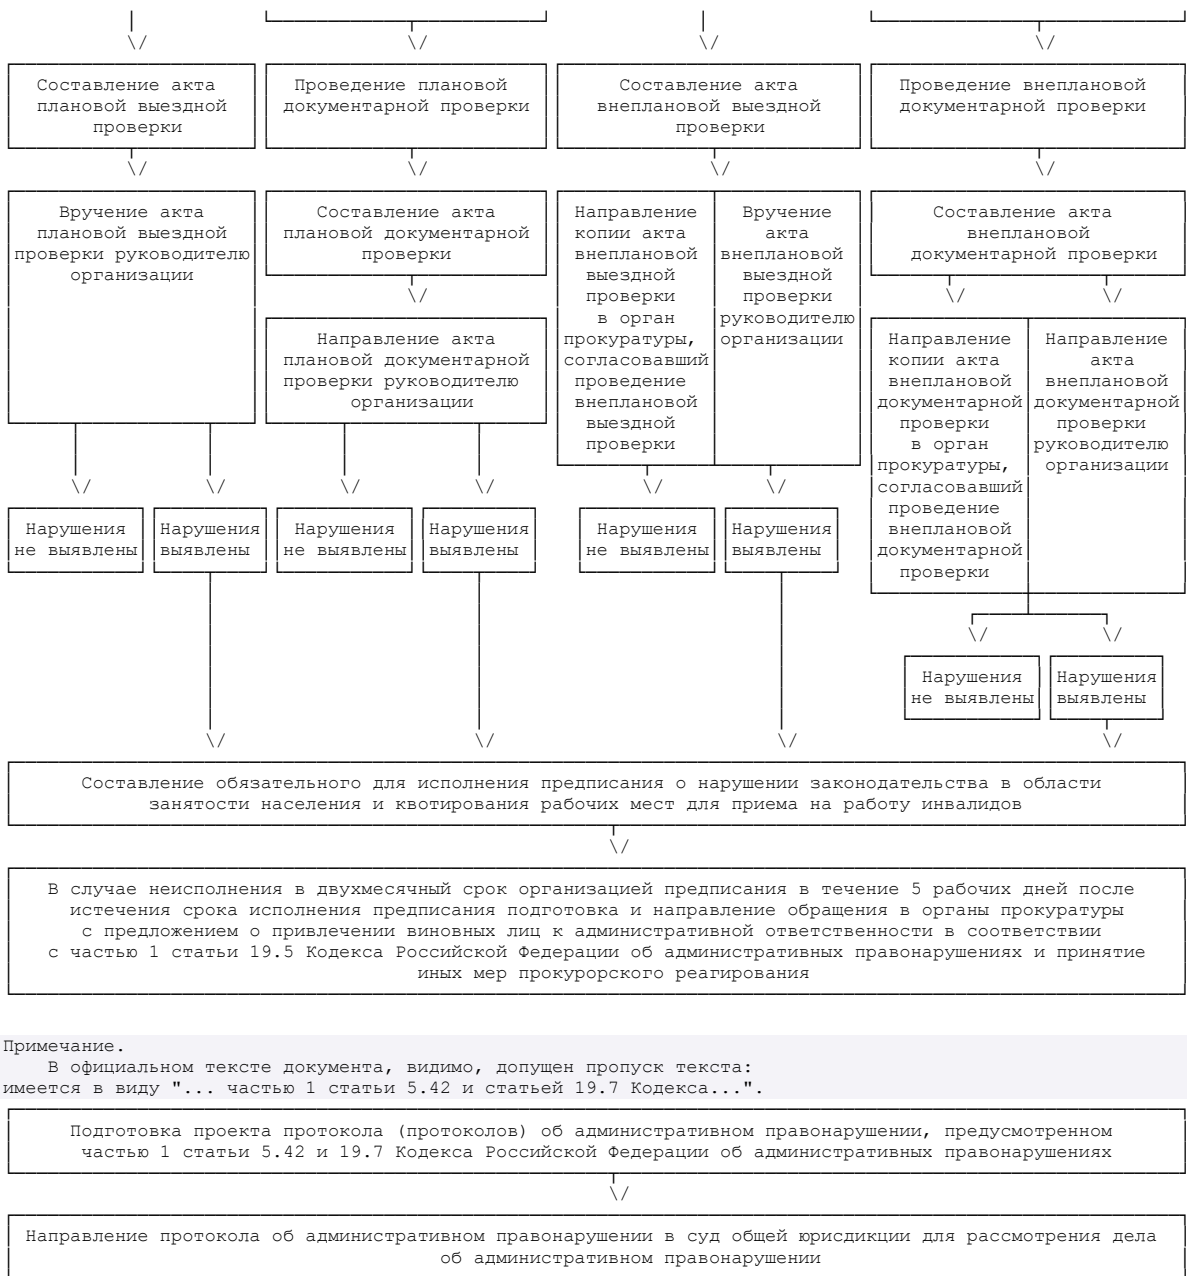 Составление акта
плановой выездной
проверки
Проведение плановой
документарной проверки
Составление акта
внеплановой выездной
проверки
Проведение внеплановой
документарной проверки
Вручение акта
плановой выездной
проверки руководителю
организации
Составление акта
плановой документарной
проверки
Направление акта
плановой документарной
проверки руководителю
организации
Направление
копии акта
внеплановой
выездной
проверки
в орган
прокуратуры,
согласовавший
проведение
внеплановой
выездной
проверки
Вручение
акта
внеплановой
выездной
проверки
руководителю
организации
Составление акта
внеплановой
документарной проверки
Направление
копии акта
внеплановой
документарной
проверки
в орган
прокуратуры,
согласовавший
проведение
внеплановой
документарной
проверки
Направление
акта
внеплановой
документарной
проверки
руководителю
организации
Нарушения
не выявлены
Нарушения
выявлены
Нарушения
не выявлены
Нарушения
выявлены
Нарушения
не выявлены
Нарушения
выявлены
Нарушения
не выявлены
Нарушения
выявлены
Составление обязательного для исполнения предписания о нарушении законодательства в области
занятости населения и квотирования рабочих мест для приема на работу инвалидов
В случае неисполнения в двухмесячный срок организацией предписания в течение 5 рабочих дней после
истечения срока исполнения предписания подготовка и направление обращения в органы прокуратуры
с предложением о привлечении виновных лиц к административной ответственности в соответствии
с частью 1 статьи 19.5 Кодекса Российской Федерации об административных правонарушениях и принятие
иных мер прокурорского реагирования
Примечание.
В официальном тексте документа, видимо, допущен пропуск текста:
имеется в виду "... частью 1 статьи 5.42 и статьей 19.7 Кодекса...".
Подготовка проекта протокола (протоколов) об административном правонарушении, предусмотренном
частью 1 статьи 5.42 и 19.7 Кодекса Российской Федерации об административных правонарушениях
Направление протокола об административном правонарушении в суд общей юрисдикции для рассмотрения дела
об административном правонарушении